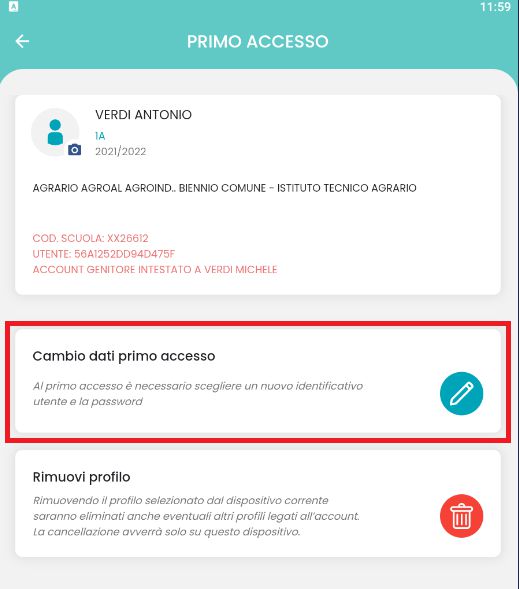 A
11:59
PRIMO ACCESSO
VERDI ANTONIO
1A
2021/2022
AGRARIO AGROAL AGROIND.. BIENNIO COMUNE - ISTITUTO TECNICO AGRARIO
COD. SCUOLA: XX26612
UTENTE: 56A1252DD94D475F
ACCOUNT GENITORE INTESTATO A VERDI MICHELE
Cambio dati primo accesso
Al primo accesso è necessario scegliere un nuovo identificativo
utente e la password
Rimuovi profilo
Rimuovendo il profilo selezionato dal dispositivo corrente
saranno eliminati anche eventuali altri profili legati all'account.
La cancellazione avverrà solo su questo dispositivo.